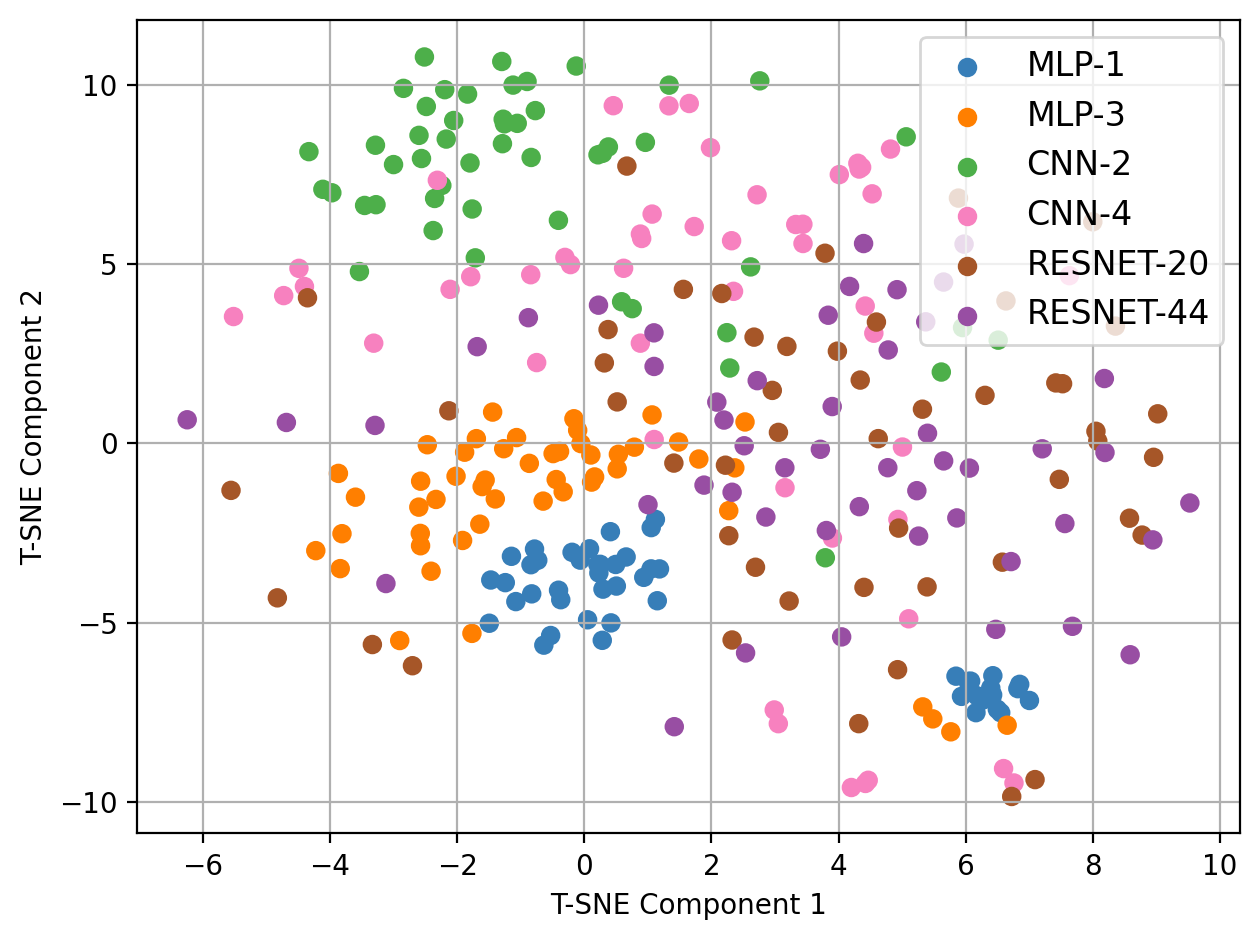 MLP-1
MLP-3
CNN-2
CNN-4
RESNET-20
RESNET-44
10
5
0
−5
−10
T-SNE Component 2
−6 −4 −2 0 2 4 6 8 10
T-SNE Component 1